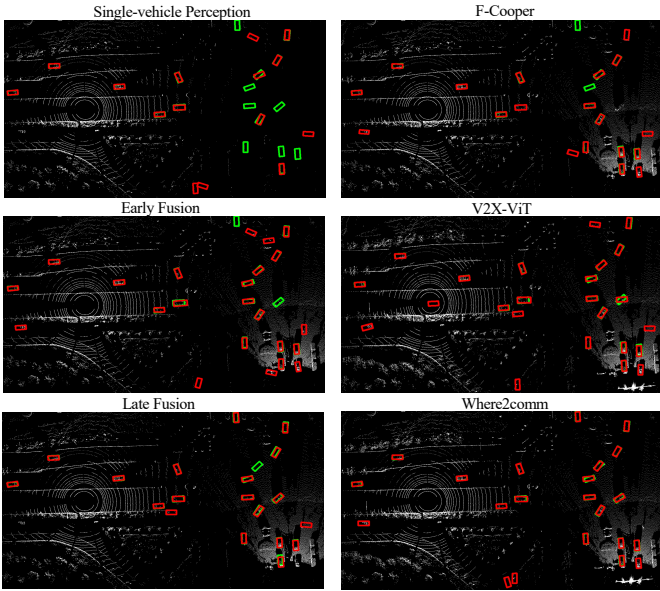 Single-vehicle Perception
F-Cooper
Early Fusion
V2X-ViT
Late Fusion
Where2comm